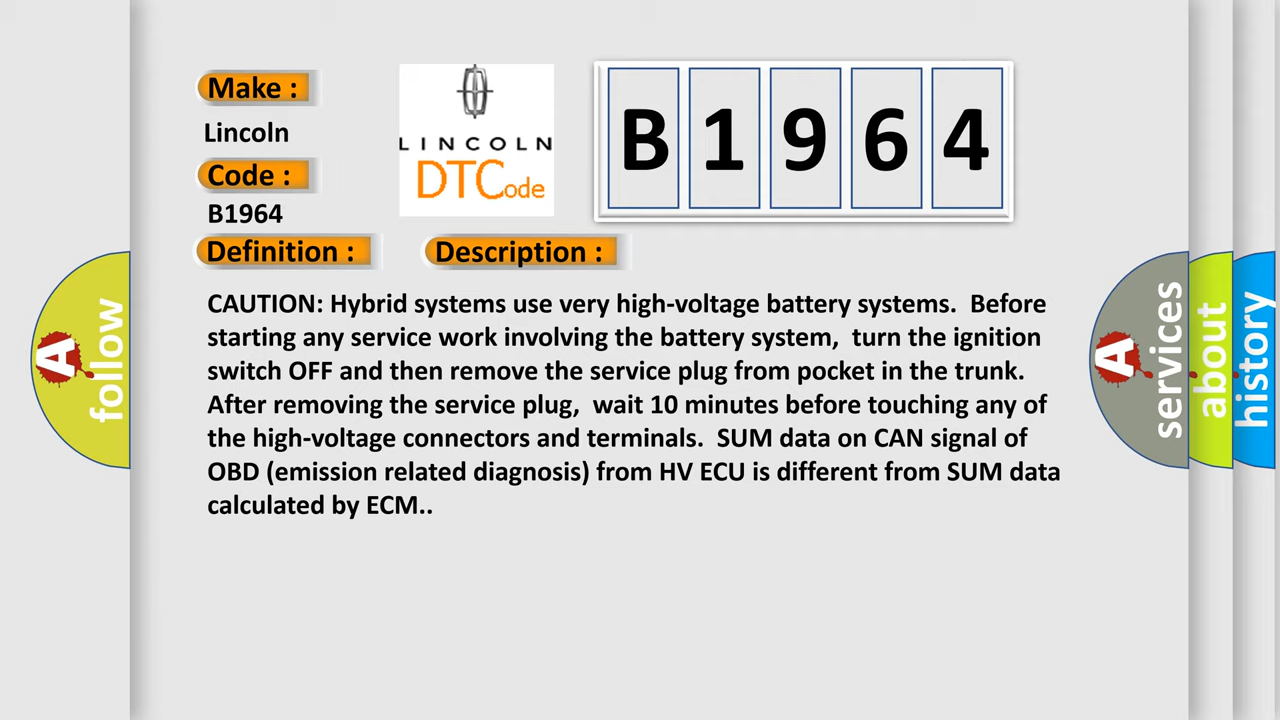 Make :
Lincoln
Code :
B1964
Definition :
Description :
LINCOLN
DTCode
B1964
CAUTION: Hybrid systems use very high-voltage battery systems. Before
starting any service work involving the battery system, turn the ignition
switch OFF and then remove the service plug from pocket in the trunk.
After removing the service plug, wait 10 minutes before touching any of
the high-voltage connectors and terminals. SUM data on CAN signal of
OBD (emission related diagnosis) from HV ECU is different from SUM data
calculated by ECM..
A
follow
A
services
about
history